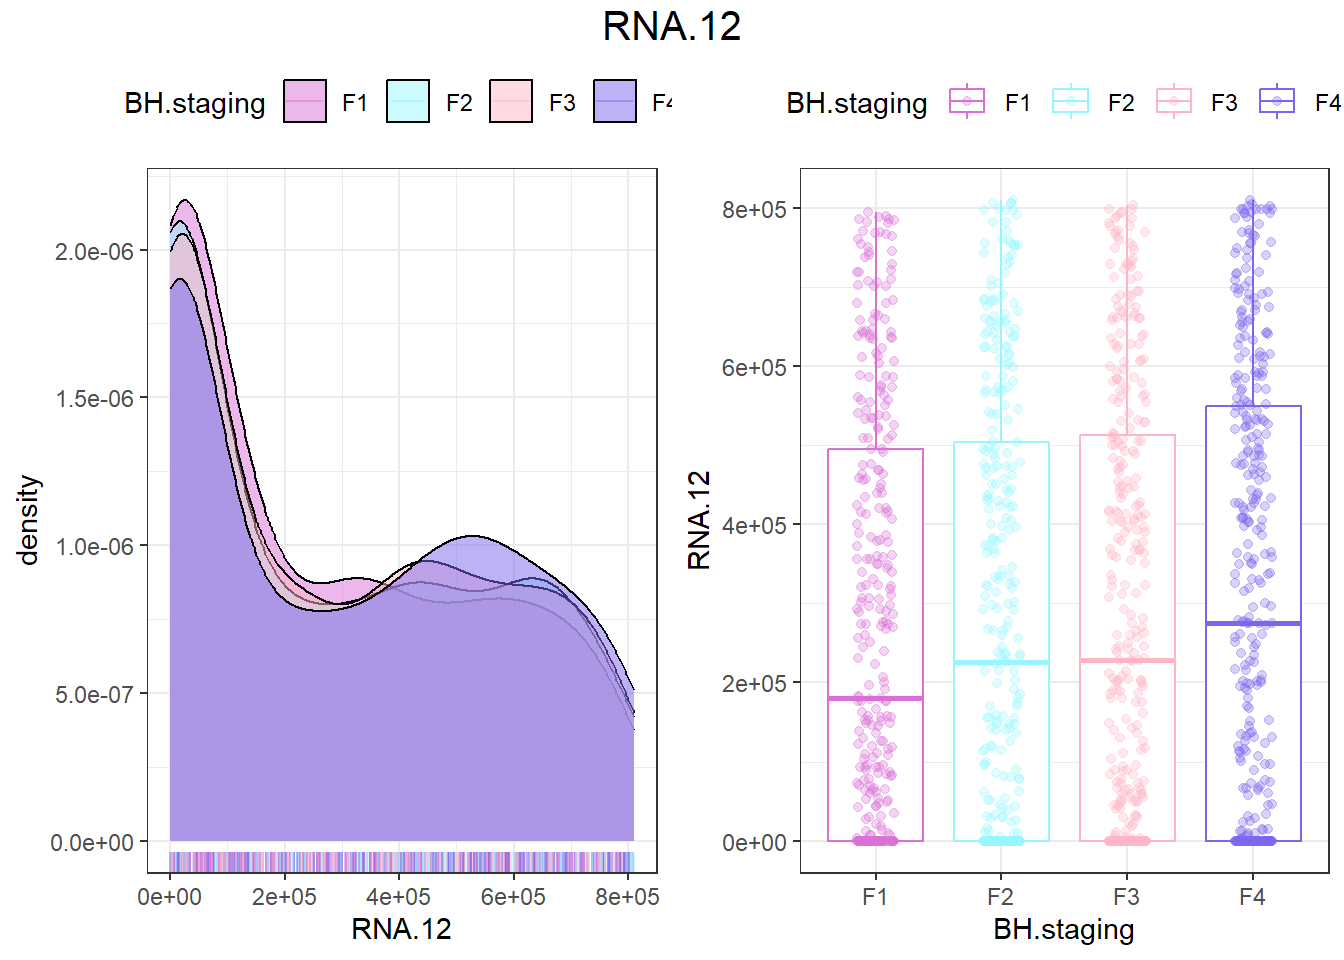 RNA.12
BH.staging F1 F2 F3 F4
BH.staging F1 F2 F3 F4
density
2.0e-06
1.5e-06
1.0e-06
5.0e-07
0.0e+00
0e+00 2e+05 4e+05 6e+05 8e+05
RNA.12
RNA.12
8e+05
6e+05
4e+05
2e+05
0e+00
F1 F2 F3 F4
BH.staging